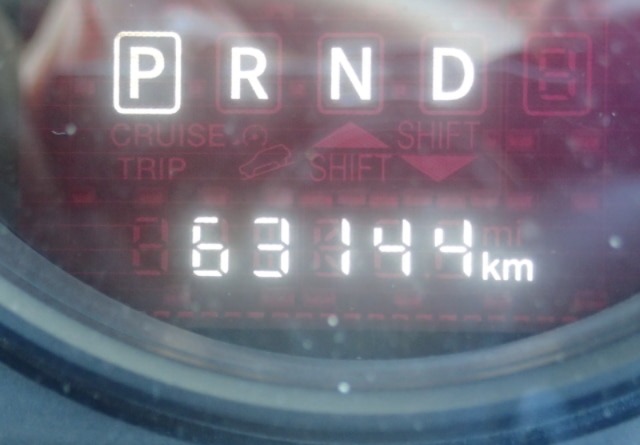 P R N D
CRUISE SHIFT
TRIP SHIFT
63144 km